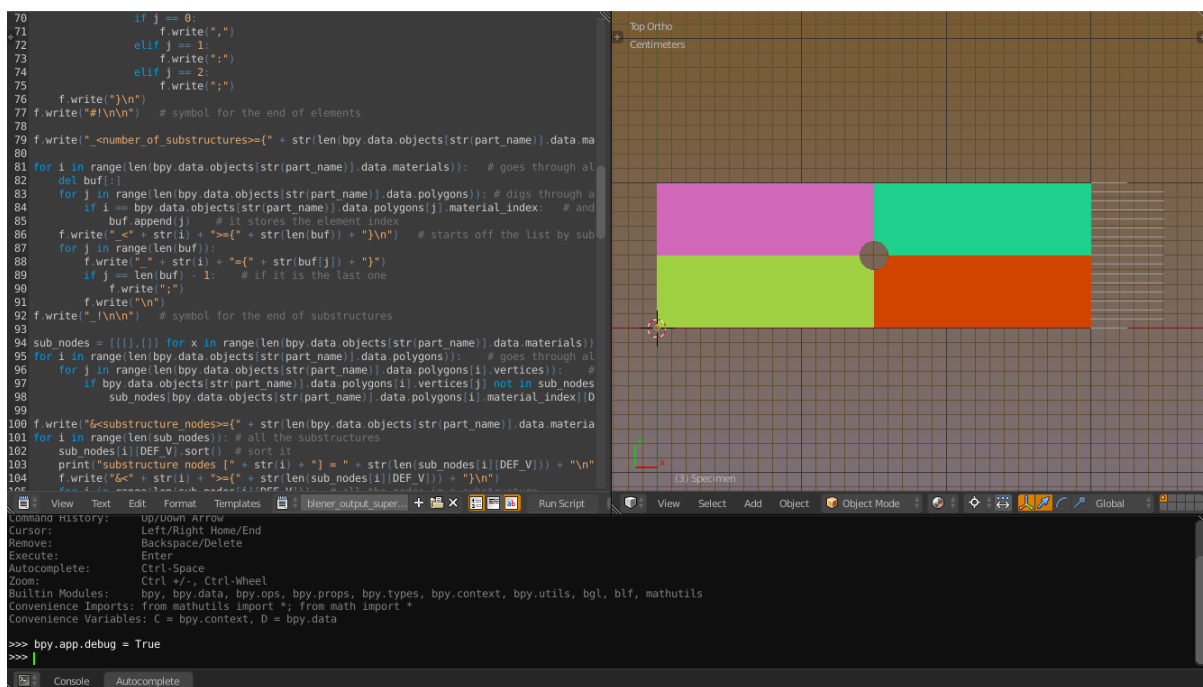 70 if j == 0:
71 f.write(",")
72 elif j == 1:
73 f.write(":")
74 elif j == 2:
75 f.write(";")
76 f.write("}\n")
77 f.write("#!\n\n") # symbol for the end of elements
78
79 f.write("_<number_of_substructures>={" + str(len(bpy.data.objects[str(part_name)].data.ma
80
81 for i in range(len(bpy.data.objects[str(part_name)].data.materials)): # goes through al
82 del buf[:]
83 for j in range(len(bpy.data.objects[str(part_name)].data.polygons)): # digs through a
84 if i == bpy.data.objects[str(part_name)].data.polygons[j].material_index: # and
85 buf.append(j) # it stores the element index
86 f.write("_<" + str(i) + ">={" + str(len(buf)) + "}\n") # starts off the list by sub
87 for j in range(len(buf)):
88 f.write("_" + str(i) + "={" + str(buf[j]) + "}")
89 if j == len(buf) - 1: # if it is the last one
90 f.write(";")
91 f.write("\n")
92 f.write("_!\n\n") # symbol for the end of substructures
93
94 sub_nodes = [[[],[]] for x in range(len(bpy.data.objects[str(part_name)].data.materials))
95 for i in range(len(bpy.data.objects[str(part_name)].data.polygons)): # goes through al
96 for j in range(len(bpy.data.objects[str(part_name)].data.polygons[i].vertices)): #
97 if bpy.data.objects[str(part_name)].data.polygons[i].vertices[j] not in sub_nodes
98 sub_nodes[bpy.data.objects[str(part_name)].data.polygons[i].material_index][D
99
100 f.write("&<substructure_nodes>={" + str(len(bpy.data.objects[str(part_name)].data.materia
101 for i in range(len(sub_nodes)): # all the substructures
102 sub_nodes[i][DEF_V].sort() # sort it
103 print("substructure nodes [" + str(i) + "] = " + str(len(sub_nodes[i][DEF_V])) + "\n"
104 f.write("&<" + str(i) + ">={" + str(len(sub_nodes[i][DEF_V])) + "}\n")
View Text Edit Format Templates blener_output_super... Run Script
Top Ortho
Centimeters
x
(3) Specimen
View Select Add Object Object Mode Global
Command History: Up/Down Arrow
Cursor: Left/Right Home/End
Remove: Backspace/Delete
Execute: Enter
Autocomplete: Ctrl-Space
Zoom: Ctrl +/-, Ctrl-Wheel
Builtin Modules: bpy, bpy.data, bpy.ops, bpy.props, bpy.types, bpy.context, bpy.utils, bgl, blf, mathutils
Convenience Imports: from mathutils import *; from math import *
Convenience Variables: C = bpy.context, D = bpy.data
>>> bpy.app.debug = True
>>>
Console Autocomplete